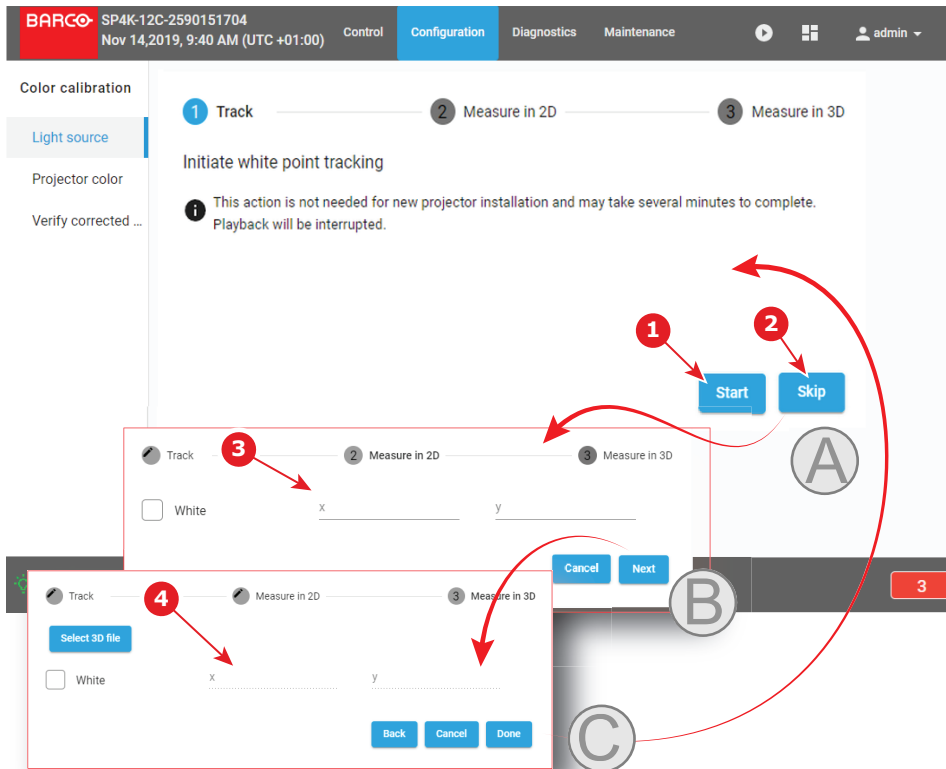 BARCO
SP4K-12C-2590151704
Nov 14,2019, 9:40 AM (UTC +01:00)
Control
Configuration
Diagnostics
Maintenance
admin
Color calibration
Light source
Projector color
Verify corrected ...
1 Track
2 Measure in 2D
3 Measure in 3D
Initiate white point tracking
This action is not needed for new projector installation and may take several minutes to complete.
Playback will be interrupted.
1
2
Start
Skip
A
Track
3
2 Measure in 2D
3 Measure in 3D
White
x
y
Cancel
Next
B
3
Track
4
Measure in 2D
3 Measure in 3D
Select 3D file
White
x
y
Back
Cancel
Done
C